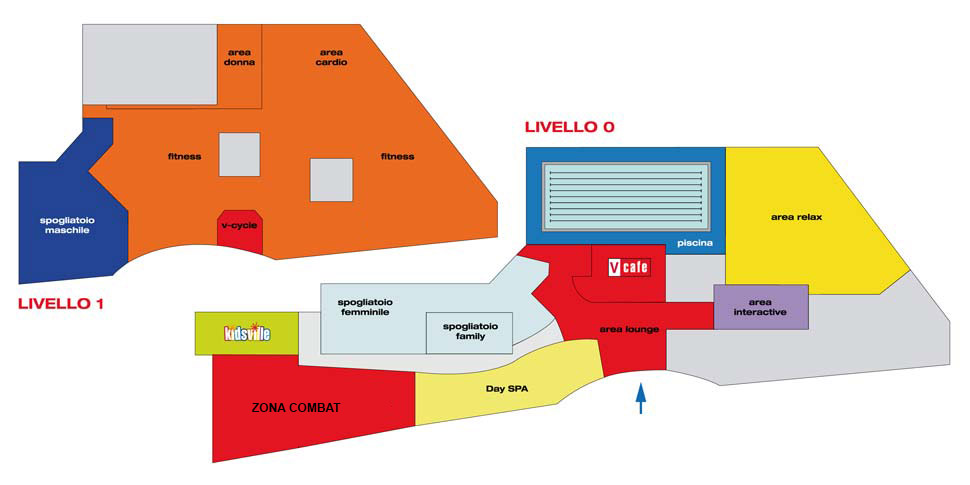 area
donna
area
cardio
fitness
fitness
spogliatoio
maschile
v-cycle
LIVELLO 1
LIVELLO 0
piscina
area relax
V cafe
area
interactive
area lounge
spogliatoio
femminile
spogliatoio
family
kidsville
Day SPA
ZONA COMBAT